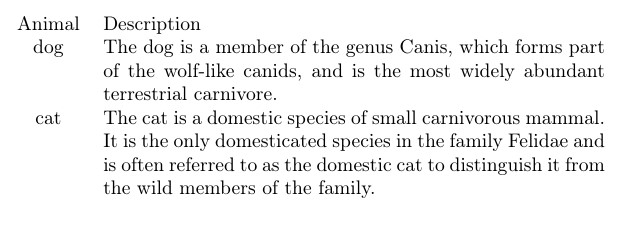 Animal Description
dog The dog is a member of the genus Canis, which forms part
of the wolf-like canids, and is the most widely abundant
terrestrial carnivore.
cat The cat is a domestic species of small carnivorous mammal.
It is the only domesticated species in the family Felidae and
is often referred to as the domestic cat to distinguish it from
the wild members of the family.